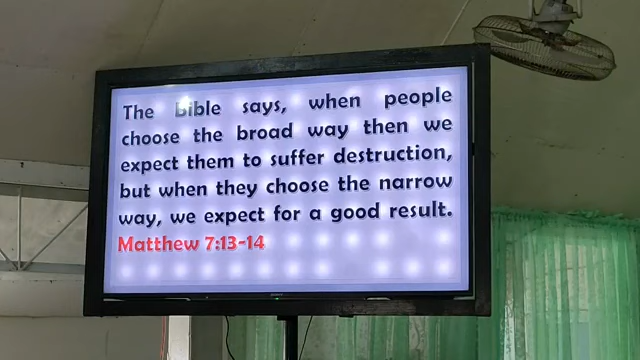 The Bible says, when people
choose the broad way then we
expect them to suffer destruction,
but when they choose the narrow
way, we expect for a good result.
Matthew 7:13-14